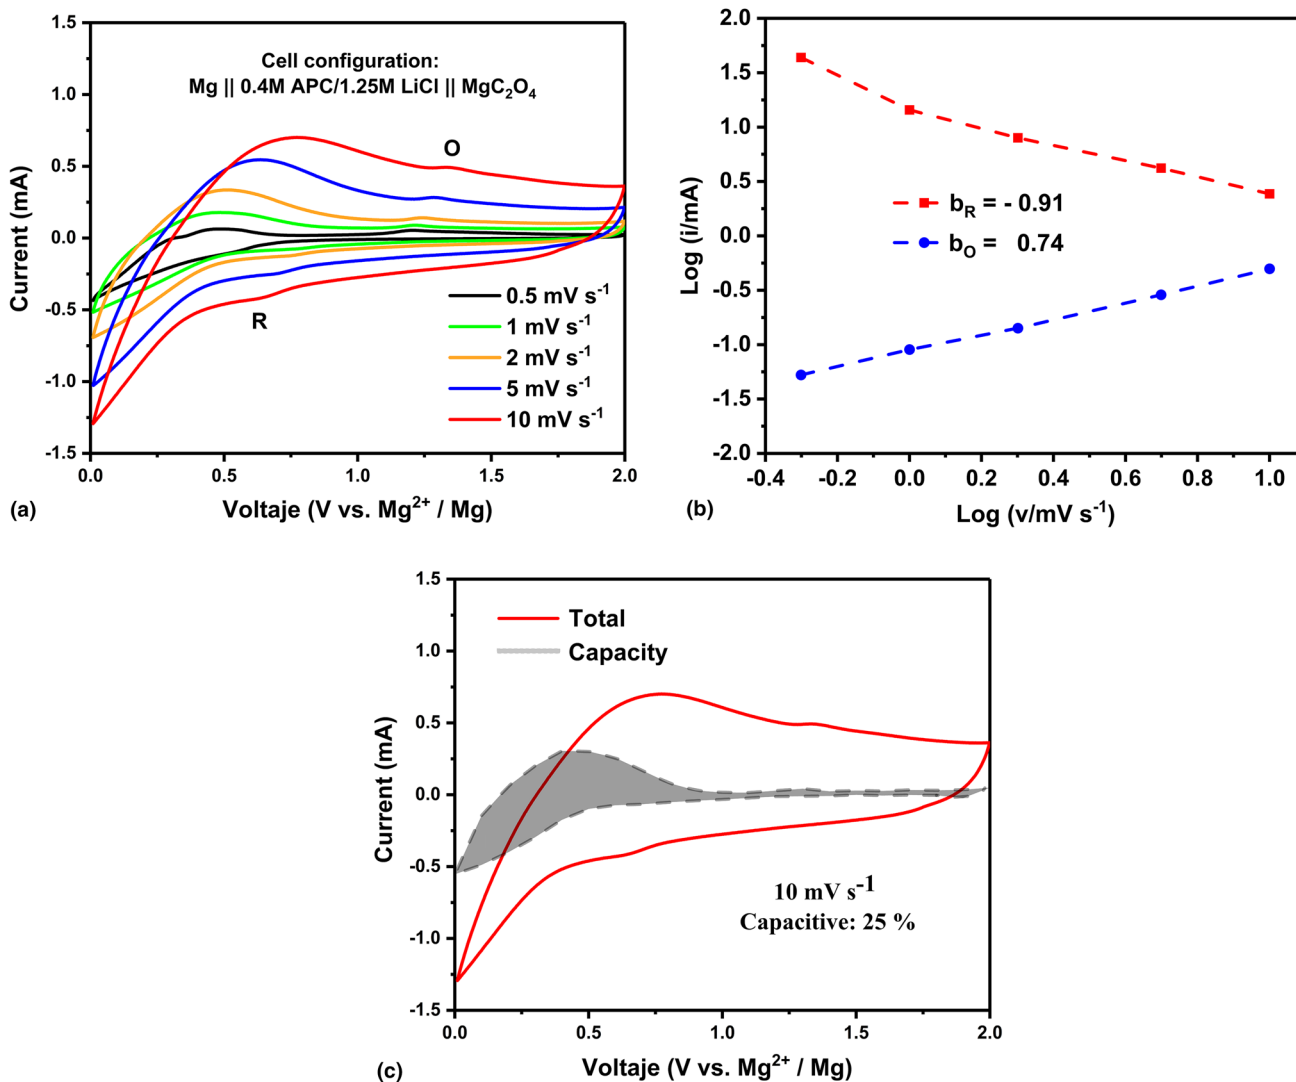 Cell configuration:
Mg || 0.4M APC/1.25M LiCl || MgC₂O₄
O
R
0.5 mV s⁻¹
1 mV s⁻¹
2 mV s⁻¹
5 mV s⁻¹
10 mV s⁻¹
Current (mA)
1.5
1.0
0.5
0.0
-0.5
-1.0
-1.5
0.0 0.5 1.0 1.5 2.0
Voltaje (V vs. Mg²⁺ / Mg)
(a)
Log (i/mA)
2.0
1.5
1.0
0.5
0.0
-0.5
-1.0
-1.5
-2.0
b_R = - 0.91
b_O = 0.74
-0.4 -0.2 0.0 0.2 0.4 0.6 0.8 1.0
Log (v/mV s⁻¹)
(b)
Current (mA)
1.5
1.0
0.5
0.0
-0.5
-1.0
-1.5
Total
Capacity
10 mV s⁻¹
Capacitive: 25 %
0.0 0.5 1.0 1.5 2.0
Voltaje (V vs. Mg²⁺ / Mg)
(c)